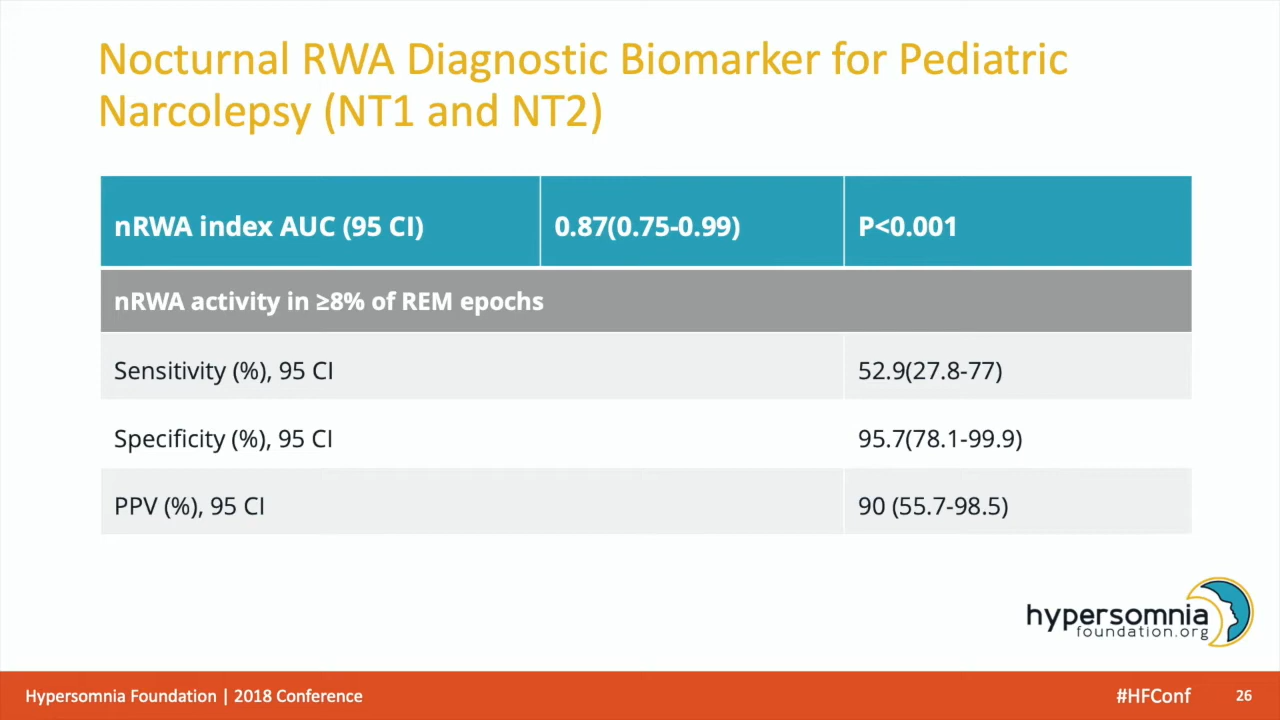 Nocturnal RWA Diagnostic Biomarker for Pediatric
Narcolepsy (NT1 and NT2)
nRWA index AUC (95 CI) 0.87(0.75-0.99) P<0.001
nRWA activity in ≥8% of REM epochs
Sensitivity (%), 95 CI 52.9(27.8-77)
Specificity (%), 95 CI 95.7(78.1-99.9)
PPV (%), 95 CI 90 (55.7-98.5)
hypersomnia
foundation.org
Hypersomnia Foundation | 2018 Conference #HFConf 26